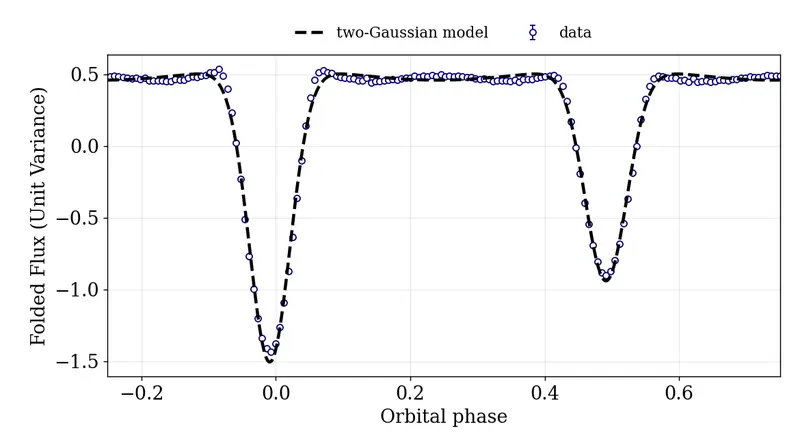 two-Gaussian model
data
Folded Flux (Unit Variance)
0.5
0.0
−0.5
−1.0
−1.5
−0.2
0.0
0.2
0.4
0.6
Orbital phase